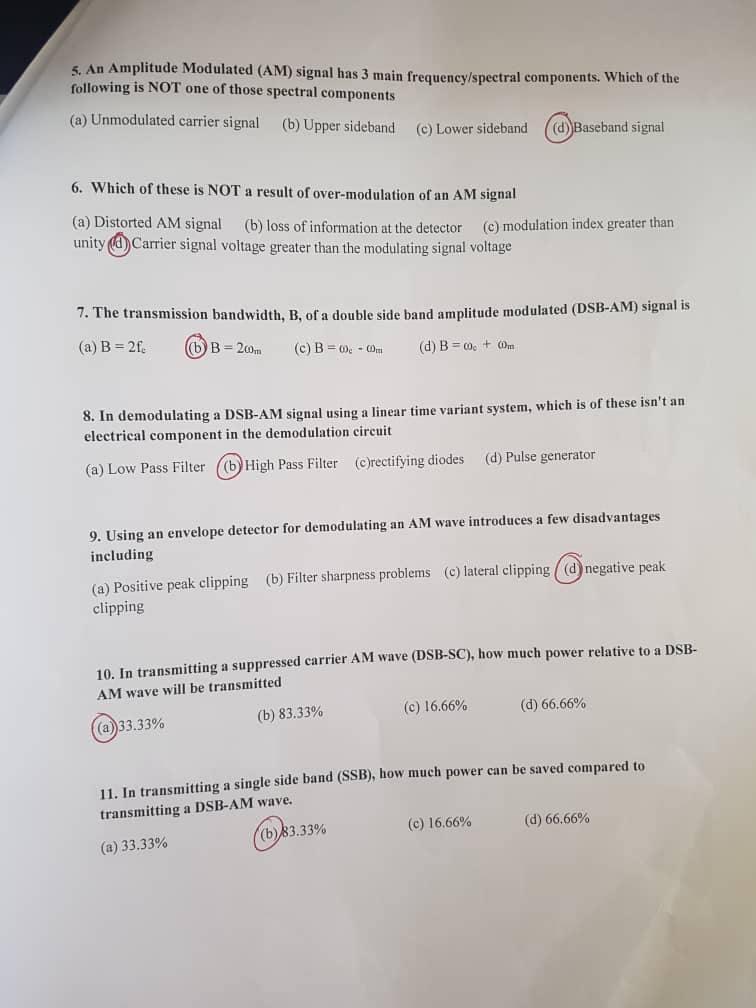 5. An Amplitude Modulated (AM) signal has 3 main frequency/spectral components. Which of the
following is NOT one of those spectral components
(a) Unmodulated carrier signal (b) Upper sideband (c) Lower sideband (d) Baseband signal
6. Which of these is NOT a result of over-modulation of an AM signal
(a) Distorted AM signal (b) loss of information at the detector (c) modulation index greater than
unity (d) Carrier signal voltage greater than the modulating signal voltage
7. The transmission bandwidth, B, of a double side band amplitude modulated (DSB-AM) signal is
(a) B = 2fc (b) B = 2ωm (c) B = ωc - ωm (d) B = ωc + ωm
8. In demodulating a DSB-AM signal using a linear time variant system, which is of these isn't an
electrical component in the demodulation circuit
(a) Low Pass Filter (b) High Pass Filter (c)rectifying diodes (d) Pulse generator
9. Using an envelope detector for demodulating an AM wave introduces a few disadvantages
including
(a) Positive peak clipping (b) Filter sharpness problems (c) lateral clipping (d) negative peak
clipping
10. In transmitting a suppressed carrier AM wave (DSB-SC), how much power relative to a DSB-
AM wave will be transmitted
(a) 33.33% (b) 83.33% (c) 16.66% (d) 66.66%
11. In transmitting a single side band (SSB), how much power can be saved compared to
transmitting a DSB-AM wave.
(a) 33.33% (b) 83.33% (c) 16.66% (d) 66.66%